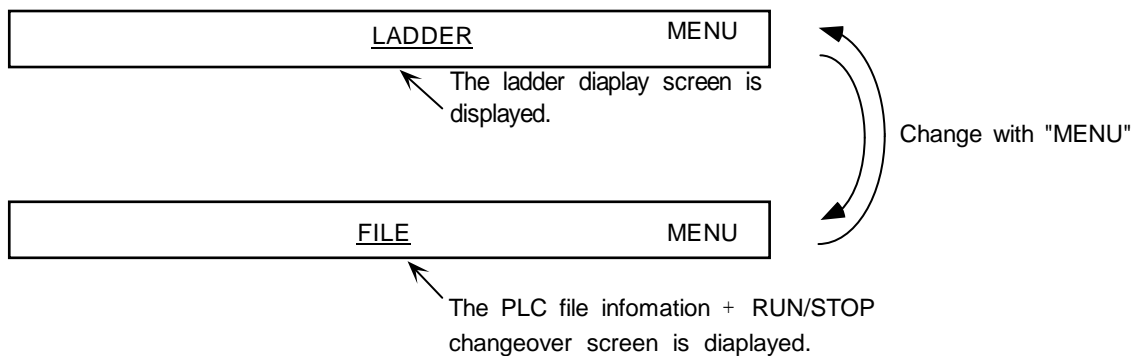 LADDER MENU
The ladder diaplay screen is
displayed.
Change with "MENU"
FILE MENU
The PLC file infomation + RUN/STOP
changeover screen is diaplayed.